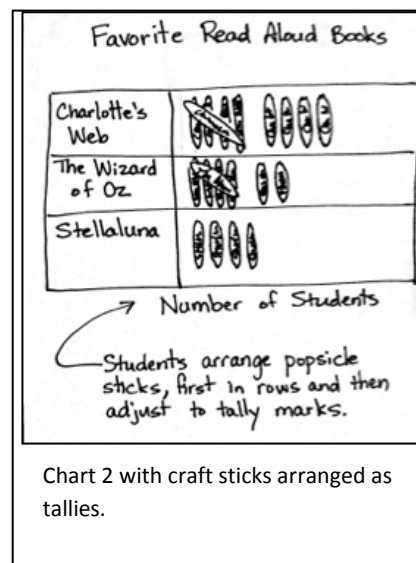 Favorite Read Aloud Books
Charlotte's
Web
The Wizard
of Oz
Stellaluna
Number of Students
Students arrange popsicle
sticks, first in rows and then
adjust to tally marks.
Chart 2 with craft sticks arranged as
tallies.